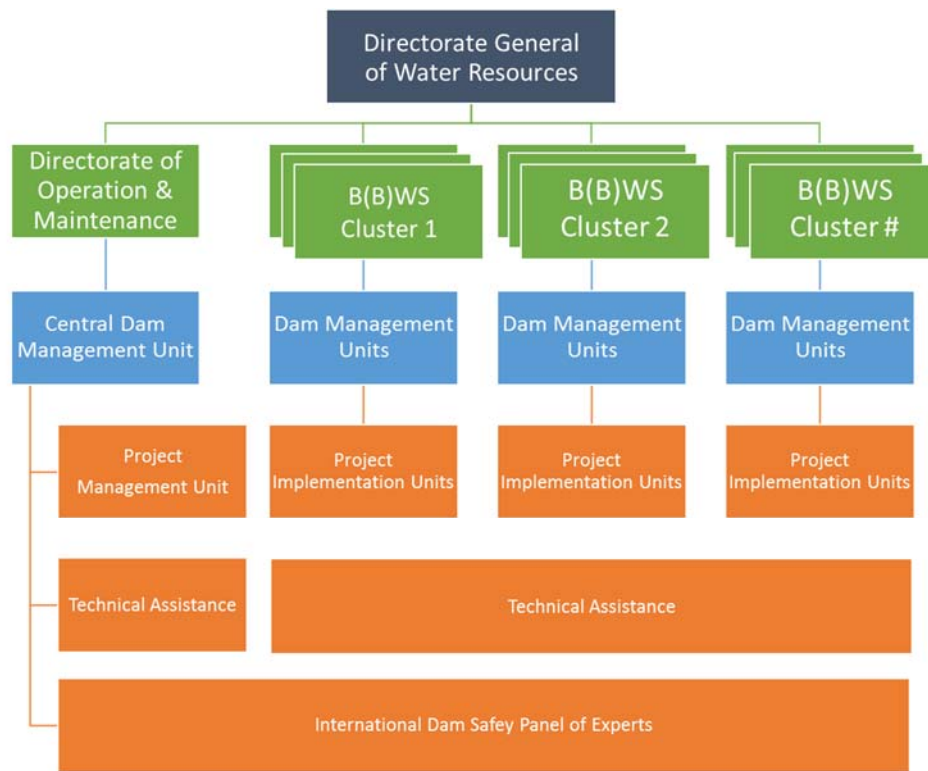 Directorate General
of Water Resources
Directorate of
Operation &
Maintenance
B(B)WS
Cluster 1
B(B)WS
Cluster 2
B(B)WS
Cluster #
Central Dam
Management Unit
Dam Management
Units
Dam Management
Units
Dam Management
Units
Project
Management Unit
Project
Implementation Units
Project
Implementation Units
Project
Implementation Units
Technical Assistance
Technical Assistance
International Dam Safey Panel of Experts